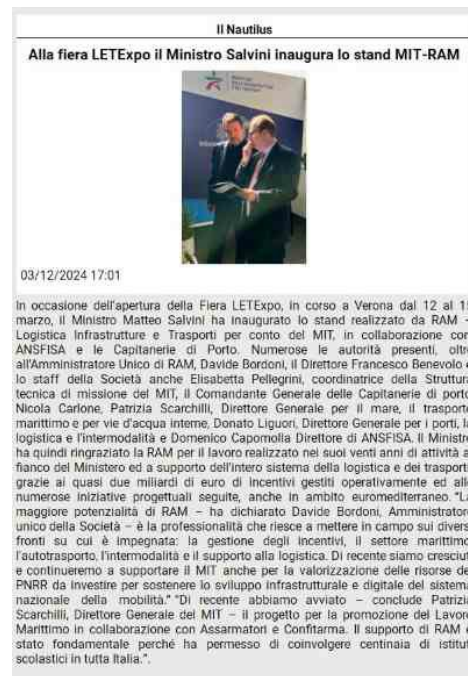 Il Nautilus
Alla fiera LETExpo il Ministro Salvini inaugura lo stand MIT-RAM
03/12/2024 17:01
In occasione dell'apertura della Fiera LETExpo, in corso a Verona dal 12 al
marzo, il Ministro Matteo Salvini ha inaugurato lo stand realizzato da RAM –
Logistica Infrastrutture e Trasporti per conto del MIT, in collaborazione con
ANSFISA e le Capitanerie di Porto. Numerose le autorità presenti, oltre
all'Amministratore Unico di RAM, Davide Bordoni, il Direttore Francesco Benevolo e
lo staff della Società anche Elisabetta Pellegrini, coordinatrice della Struttura
tecnica di missione del MIT, il Comandante Generale delle Capitanerie di porto
Nicola Carlone, Patrizia Scarchilli, Direttore Generale per il mare, il trasporto
marittimo e per vie d'acqua interne, Donato Liguori, Direttore Generale per i porti, la
logistica e l'intermodalità e Domenico Capomolla Direttore di ANSFISA. Il Ministro
ha quindi ringraziato la RAM per il lavoro realizzato nei suoi venti anni di attività a
fianco del Ministero ed a supporto dell'intero sistema della logistica e dei trasporti
grazie ai quasi due miliardi di euro di incentivi gestiti operativamente ed alle
numerose iniziative progettuali seguite, anche in ambito euromediterraneo. “La
maggiore potenzialità di RAM – ha dichiarato Davide Bordoni, Amministratore
unico della Società – è la professionalità che riesce a mettere in campo sui diversi
fronti su cui è impegnata: la gestione degli incentivi, il settore marittimo,
l'autotrasporto, l'intermodalità e il supporto alla logistica. Di recente siamo cresciuti
e continueremo a supportare il MIT anche per la valorizzazione delle risorse del
PNRR da investire per sostenere lo sviluppo infrastrutturale e digitale del sistema
nazionale della mobilità.” “Di recente abbiamo avviato – conclude Patrizia
Scarchilli, Direttore Generale del MIT – il progetto per la promozione del Lavoro
Marittimo in collaborazione con Assarmatori e Confitarma. Il supporto di RAM è
stato fondamentale perché ha permesso di coinvolgere centinaia di istituti
scolastici in tutta Italia.”.